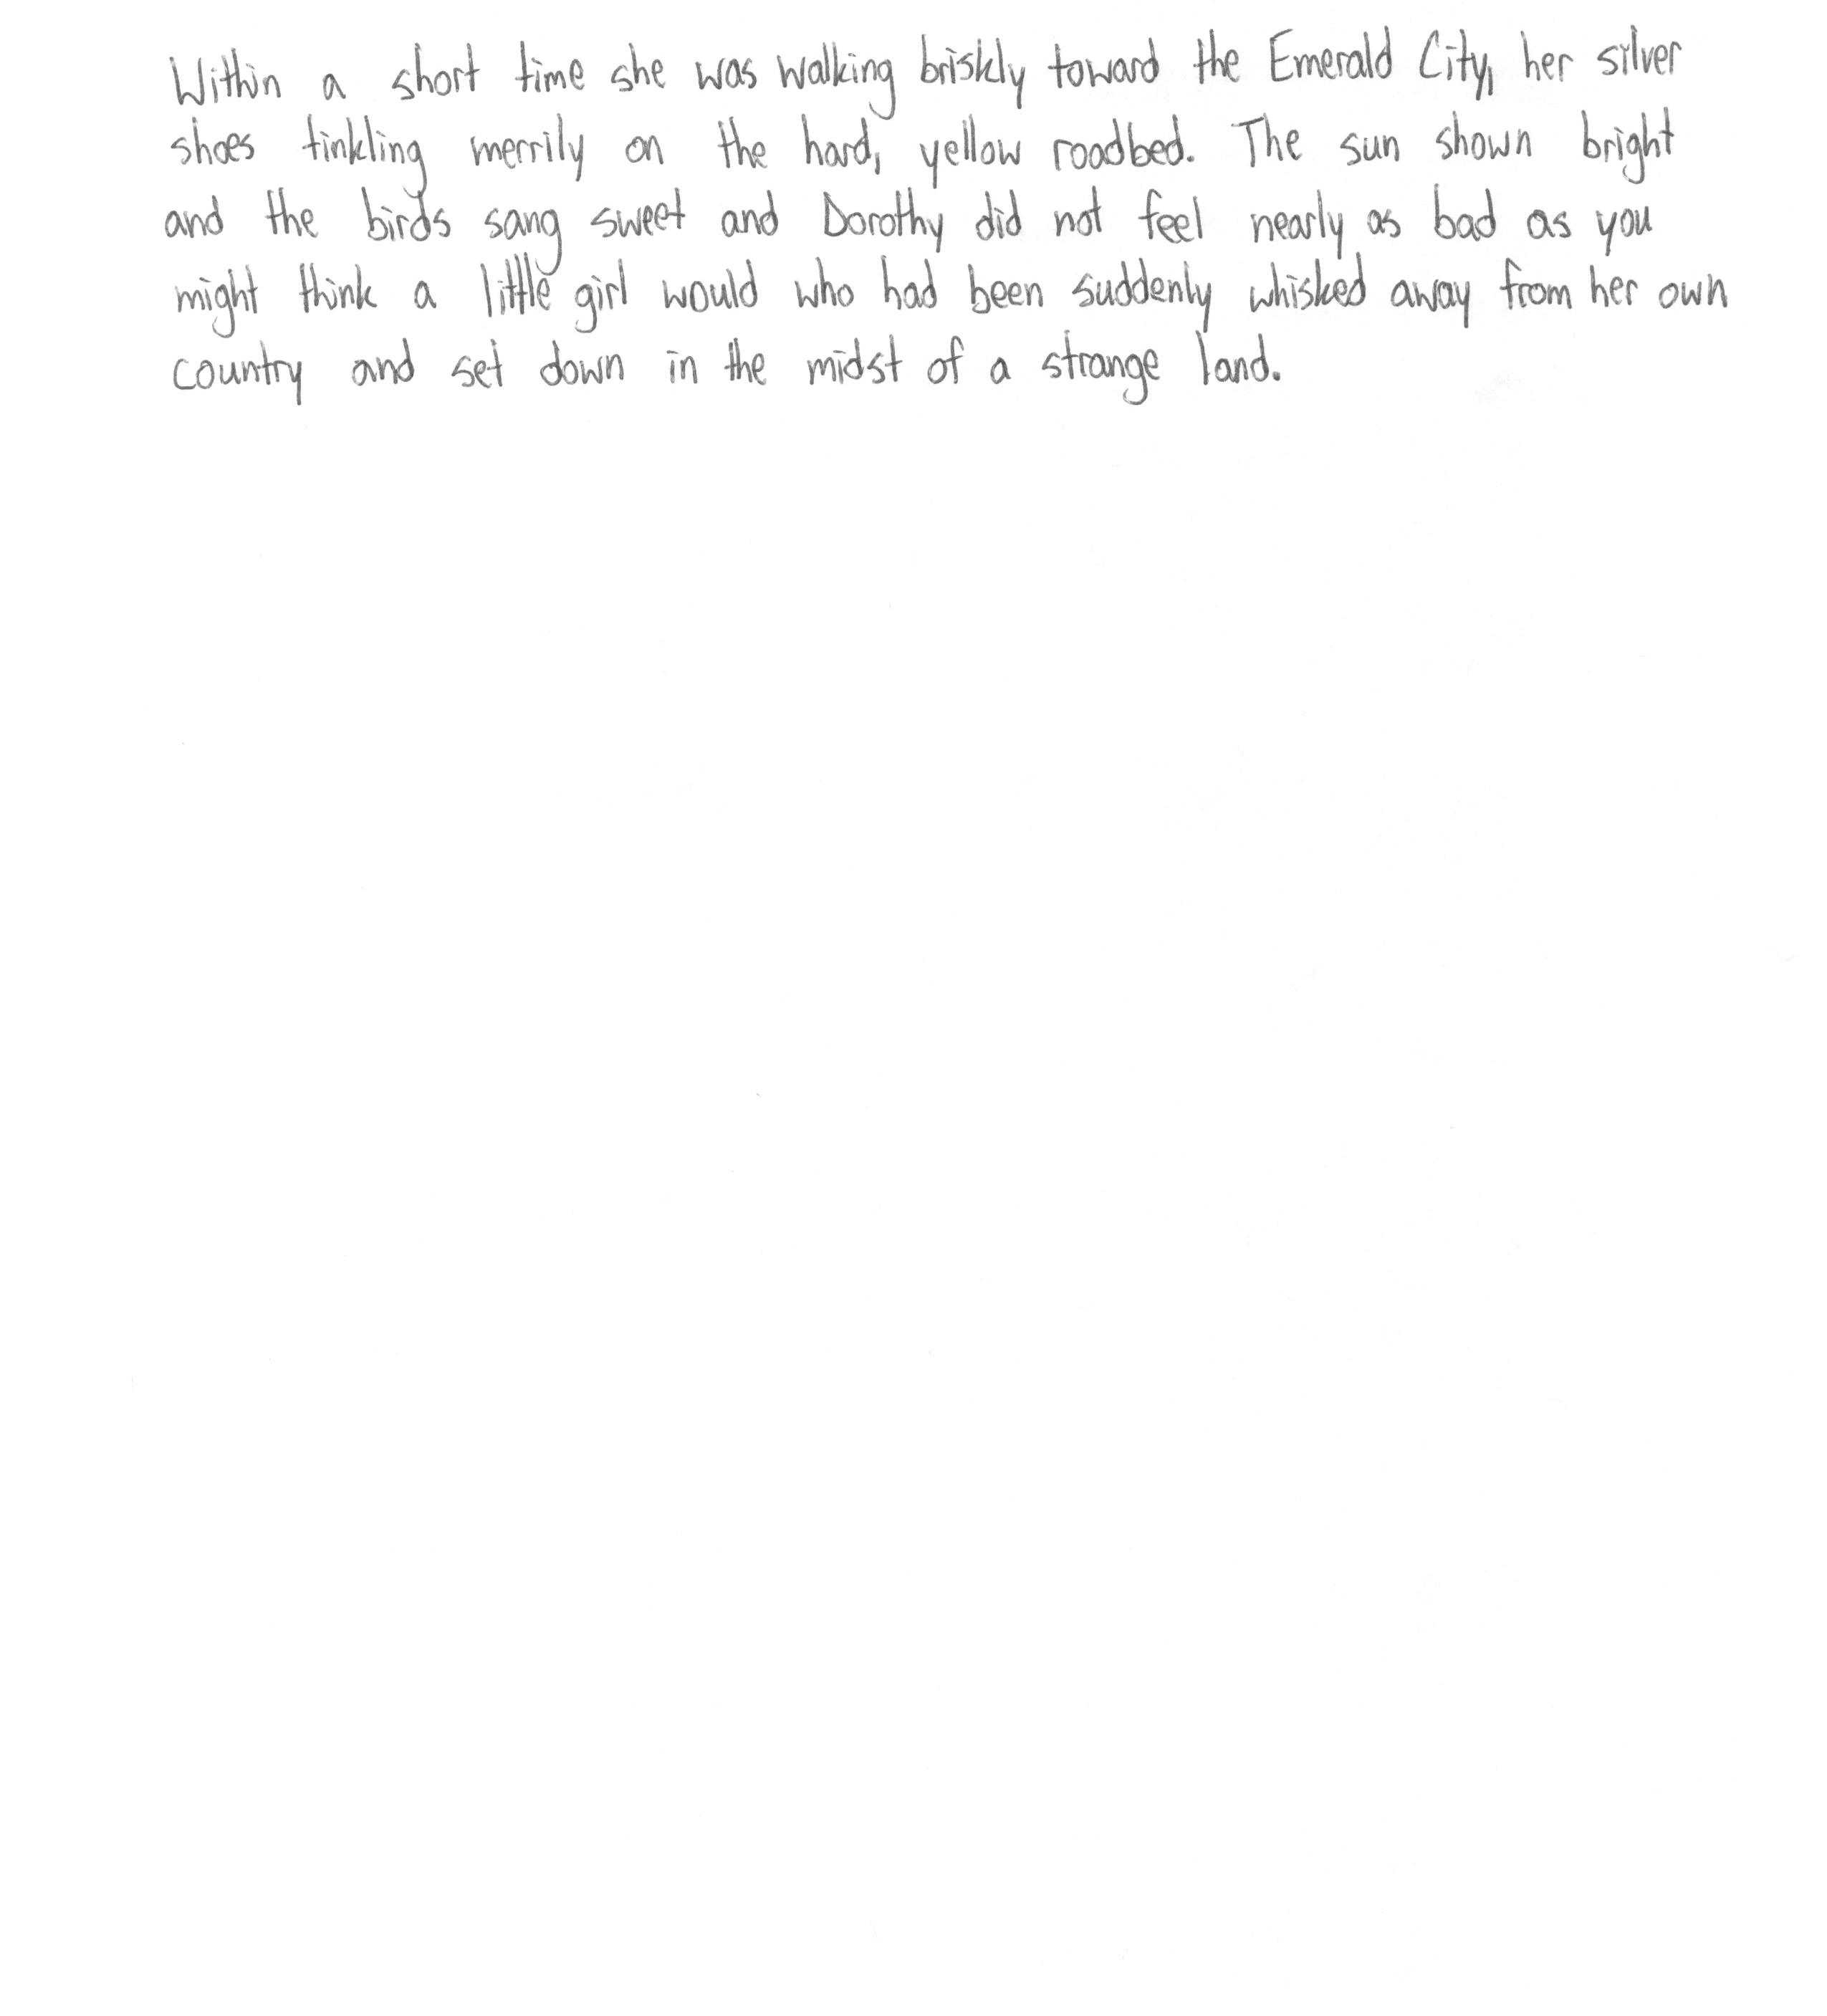 Within a short time she was walking briskly toward the Emerald City, her silver
shoes tinkling merrily on the hard, yellow roadbed. The sun shown bright
and the birds sang sweet and Dorothy did not feel nearly as bad as you
might think a little girl would who had been suddenly whisked away from her own
country and set down in the midst of a strange land.